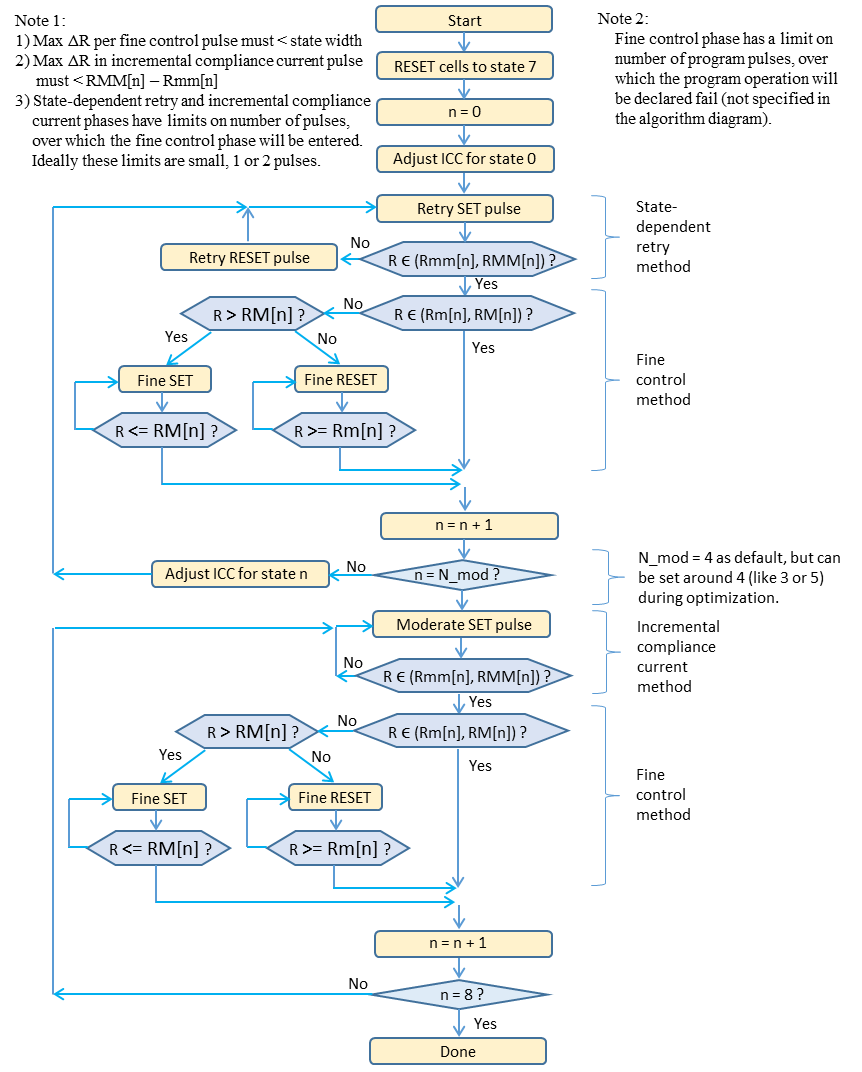 Note 1:
1) Max ΔR per fine control pulse must < state width
2) Max ΔR in incremental compliance current pulse
must < RMM[n] – Rmm[n]
3) State-dependent retry and incremental compliance
current phases have limits on number of pulses,
over which the fine control phase will be entered.
Ideally these limits are small, 1 or 2 pulses.
Note 2:
Fine control phase has a limit on
number of program pulses, over
which the program operation will
be declared fail (not specified in
the algorithm diagram).
Start
RESET cells to state 7
n = 0
Adjust ICC for state 0
Retry SET pulse
State-
dependent
retry
method
Retry RESET pulse
No
R ∈ (Rmm[n], RMM[n]) ?
Yes
R > RM[n] ?
No
R ∈ (Rm[n], RM[n]) ?
Yes
No
Yes
Fine
control
method
Fine SET
Fine RESET
R <= RM[n] ?
R >= Rm[n] ?
n = n + 1
Adjust ICC for state n
No
n = N_mod ?
N_mod = 4 as default, but can
be set around 4 (like 3 or 5)
during optimization.
Moderate SET pulse
Incremental
compliance
current
method
No
R ∈ (Rmm[n], RMM[n]) ?
Yes
R > RM[n] ?
No
R ∈ (Rm[n], RM[n]) ?
Yes
No
Yes
Fine
control
method
Fine SET
Fine RESET
R <= RM[n] ?
R >= Rm[n] ?
n = n + 1
No
n = 8 ?
Yes
Done